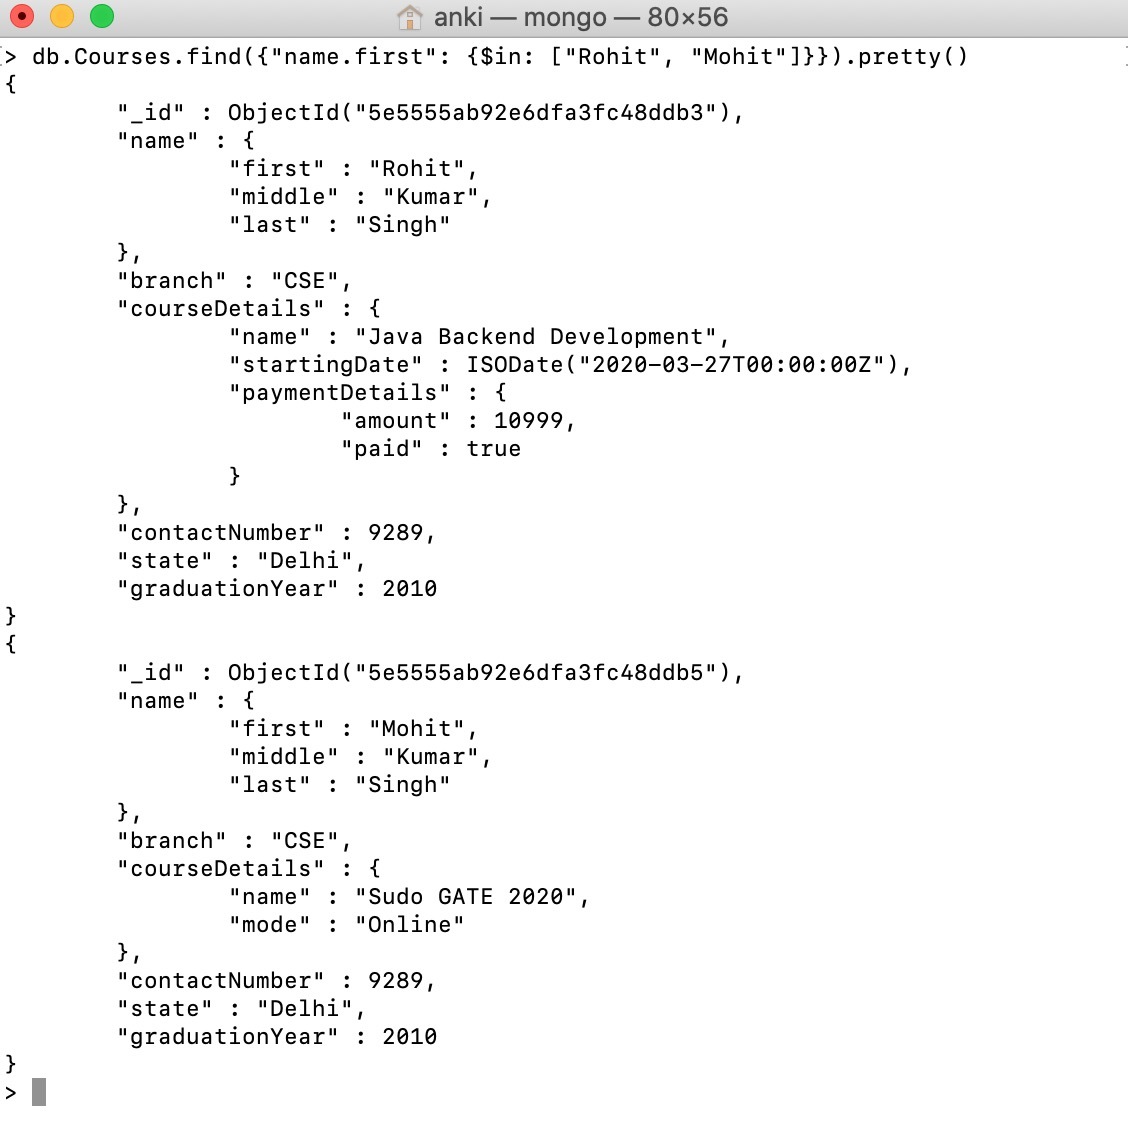 anki — mongo — 80×56
> db.Courses.find({"name.first": {$in: ["Rohit", "Mohit"]}}).pretty()
{
        "_id" : ObjectId("5e5555ab92e6dfa3fc48ddb3"),
        "name" : {
                "first" : "Rohit",
                "middle" : "Kumar",
                "last" : "Singh"
        },
        "branch" : "CSE",
        "courseDetails" : {
                "name" : "Java Backend Development",
                "startingDate" : ISODate("2020-03-27T00:00:00Z"),
                "paymentDetails" : {
                        "amount" : 10999,
                        "paid" : true
                }
        },
        "contactNumber" : 9289,
        "state" : "Delhi",
        "graduationYear" : 2010
}
{
        "_id" : ObjectId("5e5555ab92e6dfa3fc48ddb5"),
        "name" : {
                "first" : "Mohit",
                "middle" : "Kumar",
                "last" : "Singh"
        },
        "branch" : "CSE",
        "courseDetails" : {
                "name" : "Sudo GATE 2020",
                "mode" : "Online"
        },
        "contactNumber" : 9289,
        "state" : "Delhi",
        "graduationYear" : 2010
}
>